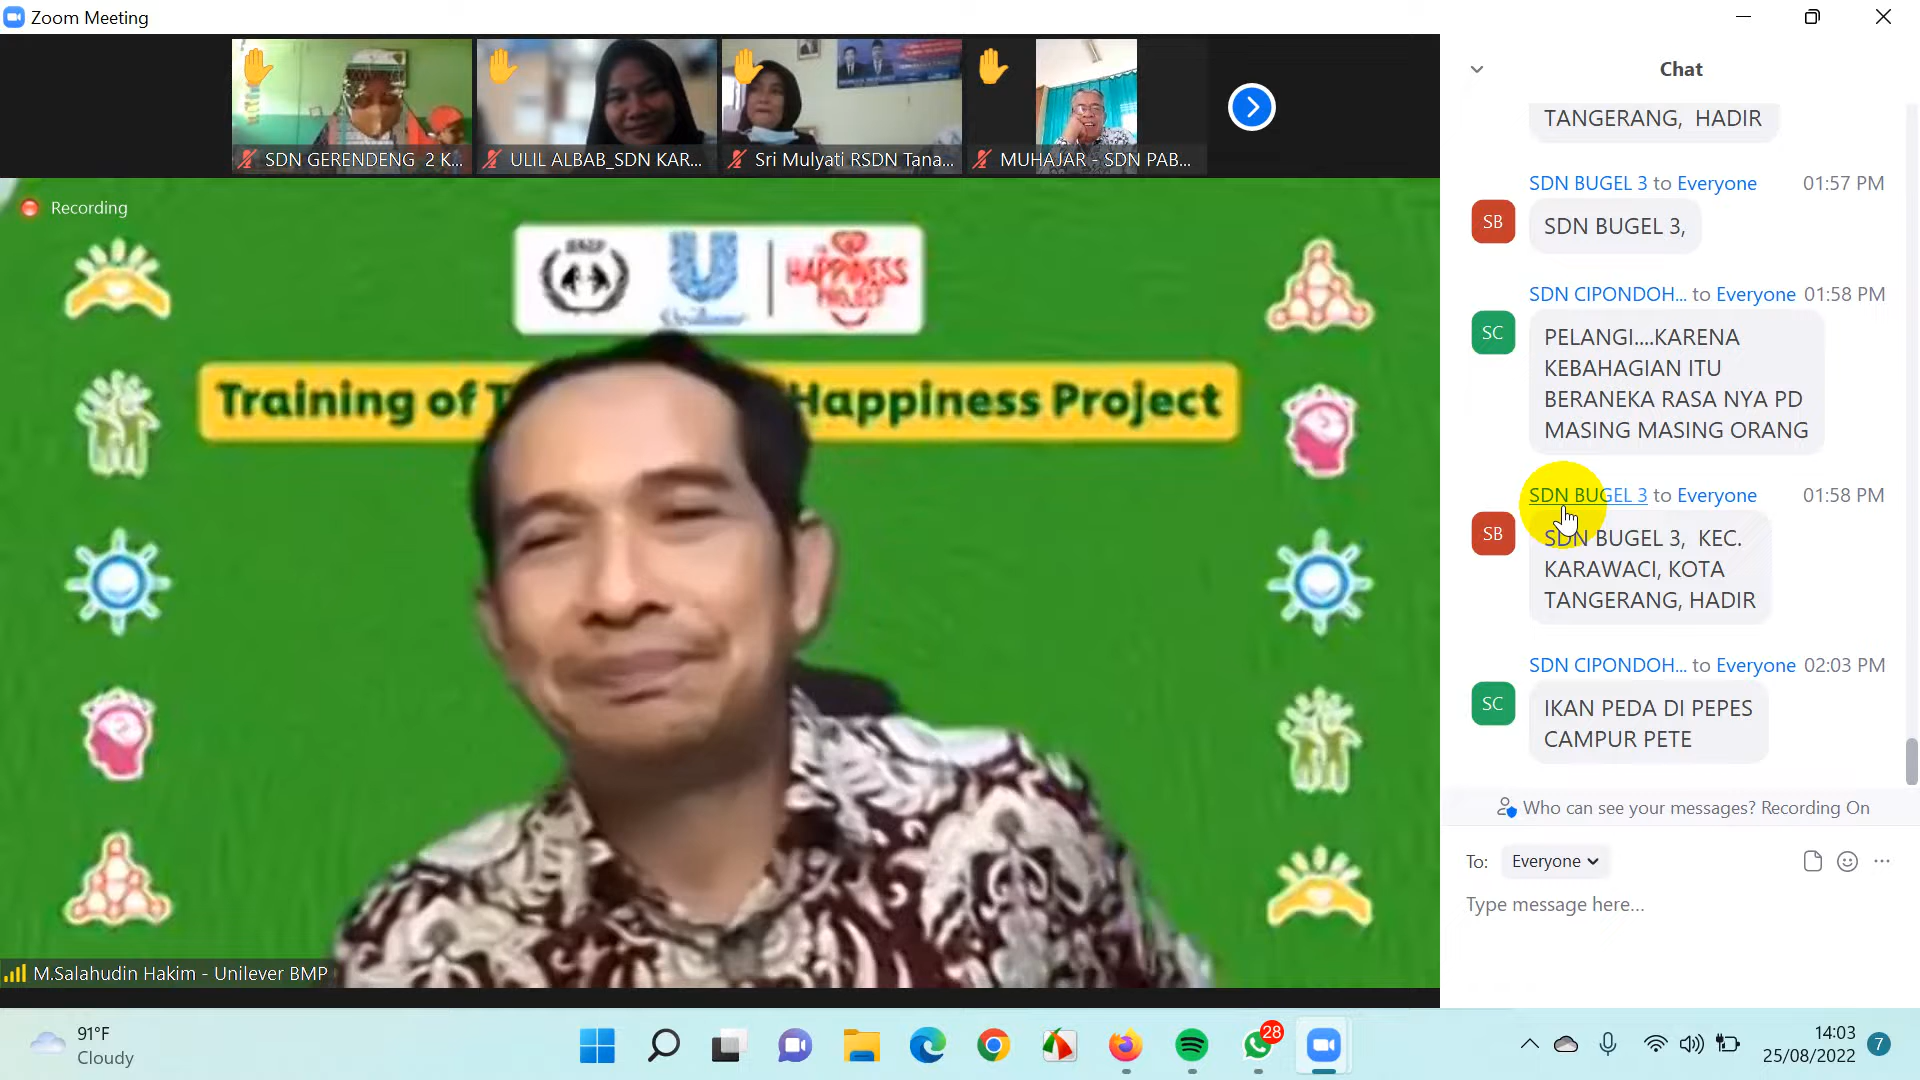 Zoom Meeting
SDN GERENDENG 2 K...
ULIL ALBAB_SDN KAR...
Sri Mulyati RSDN Tana...
MUHAJAR - SDN PAB...
Recording
Unilever
HAPPINESS
PROJECT
Training of T
Happiness Project
M.Salahudin Hakim - Unilever BMP
Chat
TANGERANG, HADIR
SDN BUGEL 3 to Everyone 01:57 PM
SB
SDN BUGEL 3,
SDN CIPONDOH... to Everyone 01:58 PM
SC
PELANGI....KARENA
KEBAHAGIAN ITU
BERANEKA RASA NYA PD
MASING MASING ORANG
SDN BUGEL 3 to Everyone 01:58 PM
SB
SDN BUGEL 3, KEC.
KARAWACI, KOTA
TANGERANG, HADIR
SDN CIPONDOH... to Everyone 02:03 PM
SC
IKAN PEDA DI PEPES
CAMPUR PETE
Who can see your messages? Recording On
To: Everyone
Type message here...
91°F
Cloudy
28
14:03
25/08/2022
7